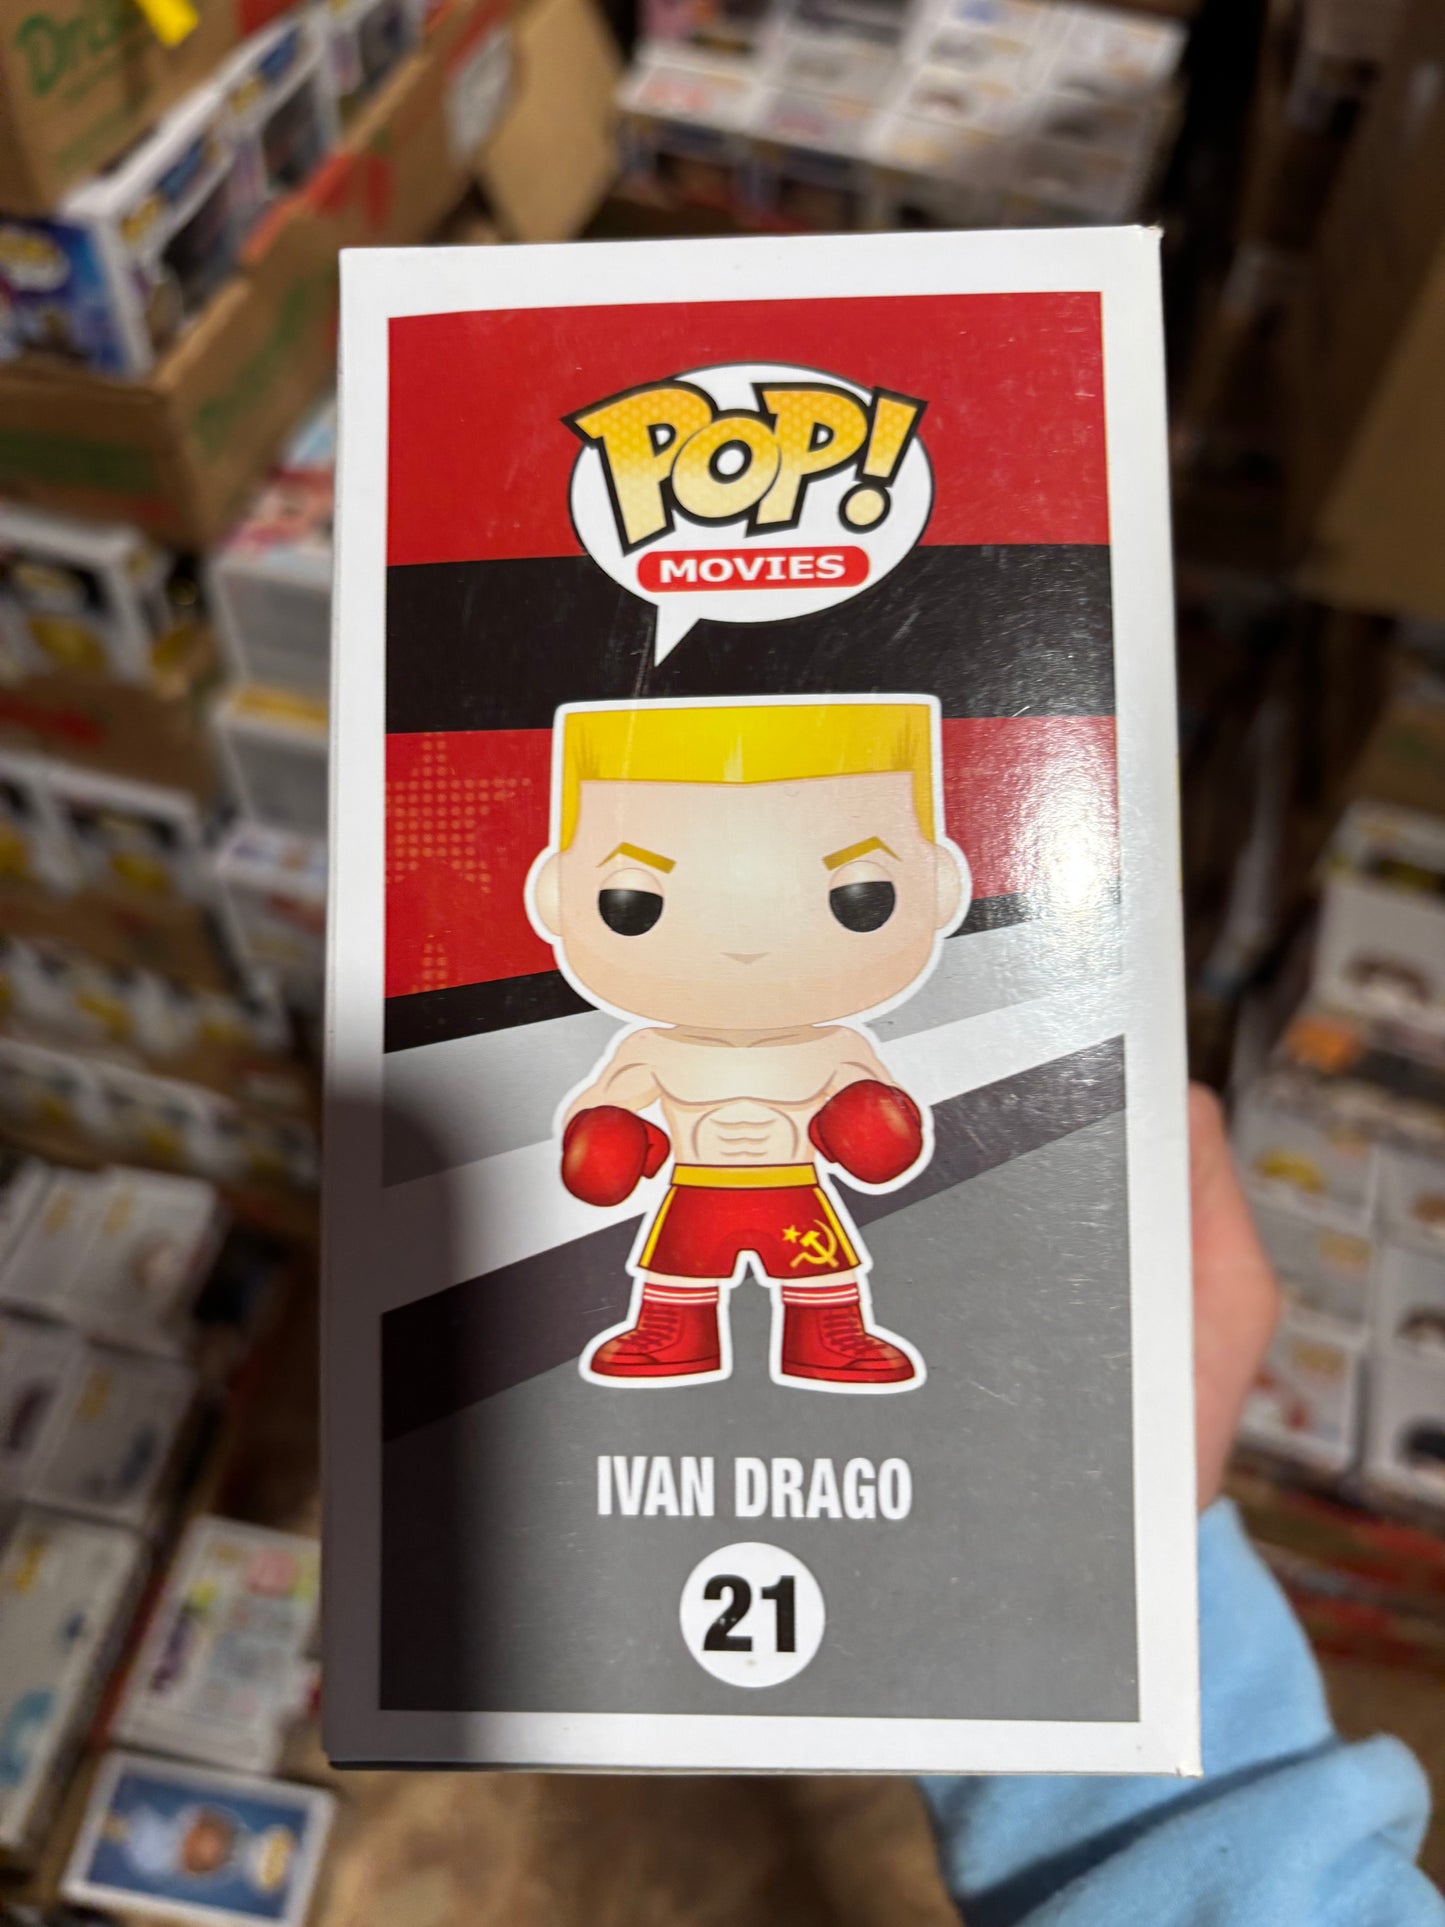 POP!
MOVIES
IVAN DRAGO
21